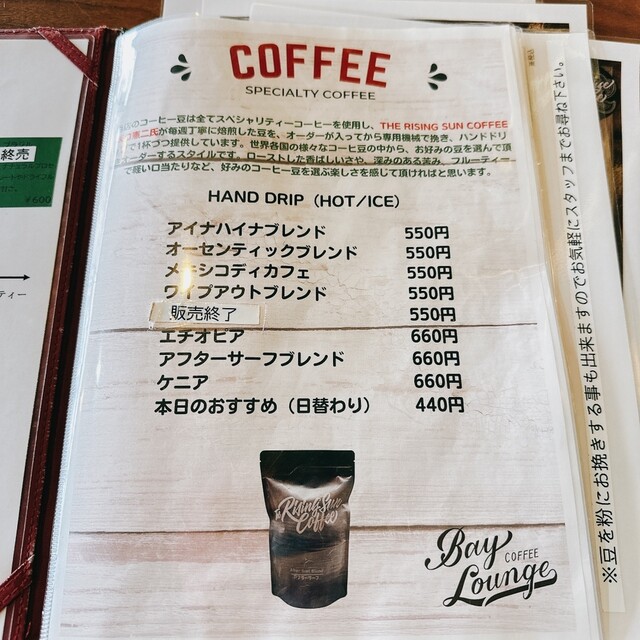 COFFEE
SPECIALTY COFFEE
のコーヒー豆は全てスペシャリティーコーヒーを使用し、THE RISING SUN COFFEE
憲二氏が毎週丁寧に焙煎した豆を、オーダーが入ってから専用機械で挽き、ハンドドリ
で1杯づつ提供しています。世界各国の様々なコーヒ豆の中から、お好みの豆を選んで頂
オーダーするスタイルです。ローストした香ばしいさや、深みのある苦み、フルーティー
で軽い口当たりなど、好みのコーヒー豆を選ぶ楽しさを感じて頂ければと思います。
HAND DRIP（HOT/ICE）
アイナハイナブレンド 550円
オーセンティックブレンド 550円
メキシコディカフェ 550円
ワイプアウトブレンド 550円
販売終了 550円
エチオピア 660円
アフターサーフブレンド 660円
ケニア 660円
本日のおすすめ（日替わり） 440円
Rising Sun
Coffee
Bay
COFFEE
Lounge
※豆を粉にお挽きする事も出来ますのでお気軽にスタッフまでお尋ね下さい。
終売
¥600
ティー